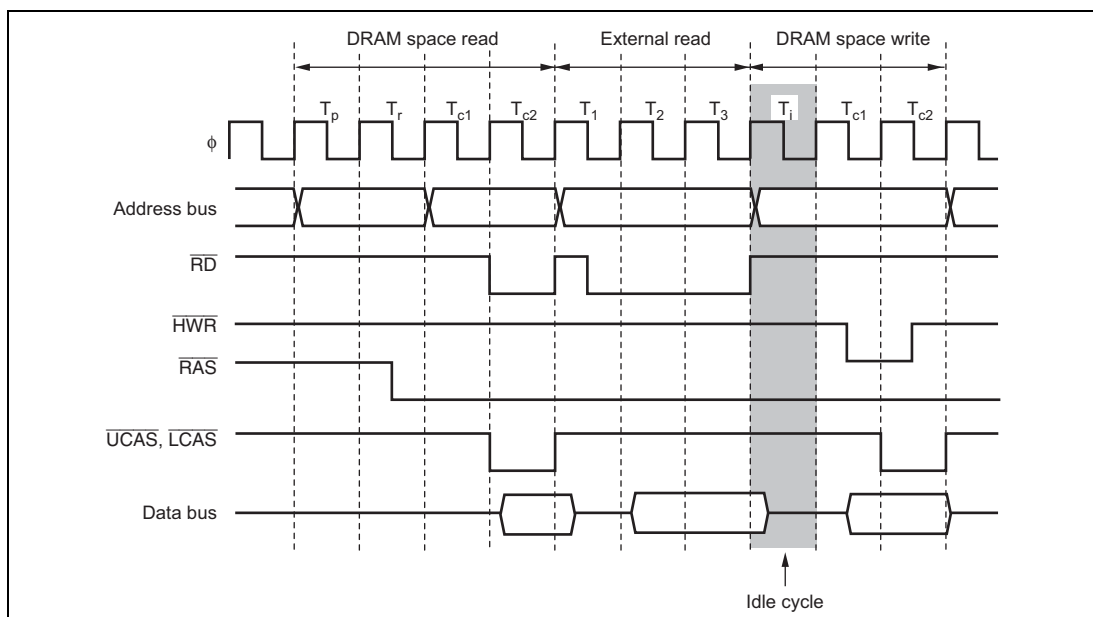 DRAM space read External read DRAM space write
Tp Tr Tc1 Tc2 T1 T2 T3 Ti Tc1 Tc2
ϕ
Address bus
RD
HWR
RAS
UCAS, LCAS
Data bus
Idle cycle